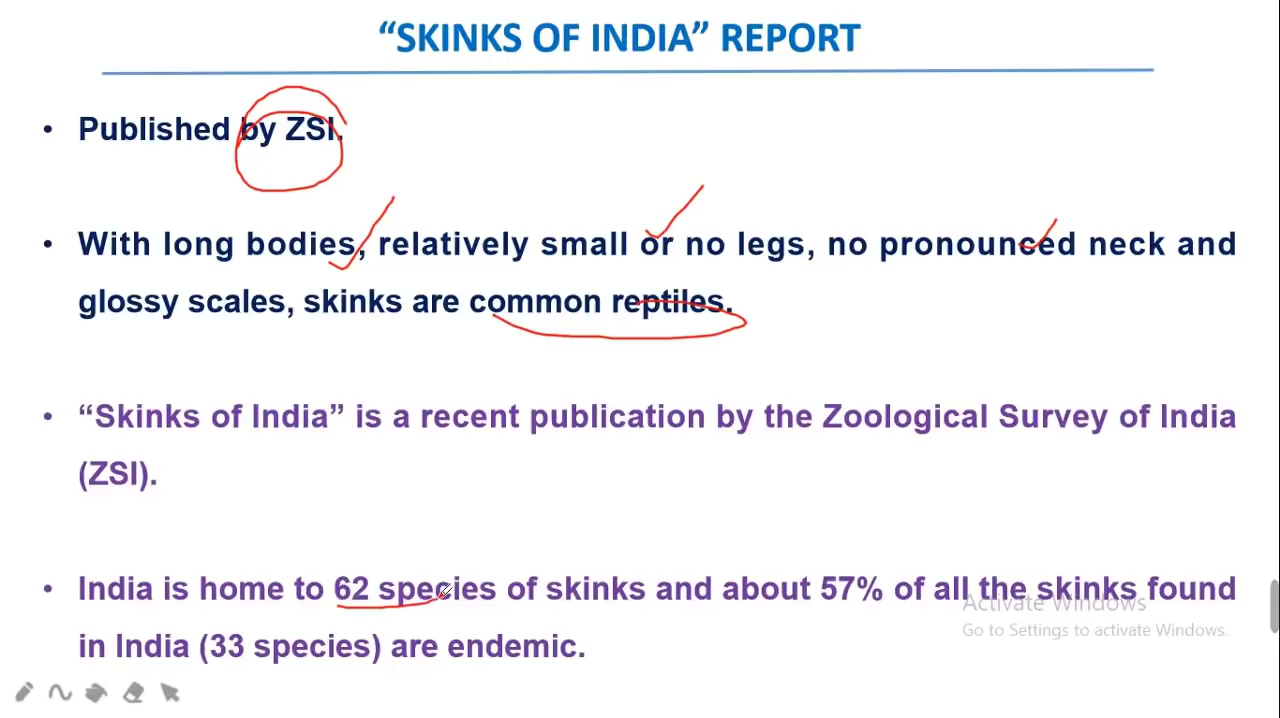 “SKINKS OF INDIA” REPORT
• Published by ZSI.
• With long bodies, relatively small or no legs, no pronounced neck and
glossy scales, skinks are common reptiles.
• “Skinks of India” is a recent publication by the Zoological Survey of India
(ZSI).
• India is home to 62 species of skinks and about 57% of all the skinks found
in India (33 species) are endemic.
Activate Windows
Go to Settings to activate Windows.